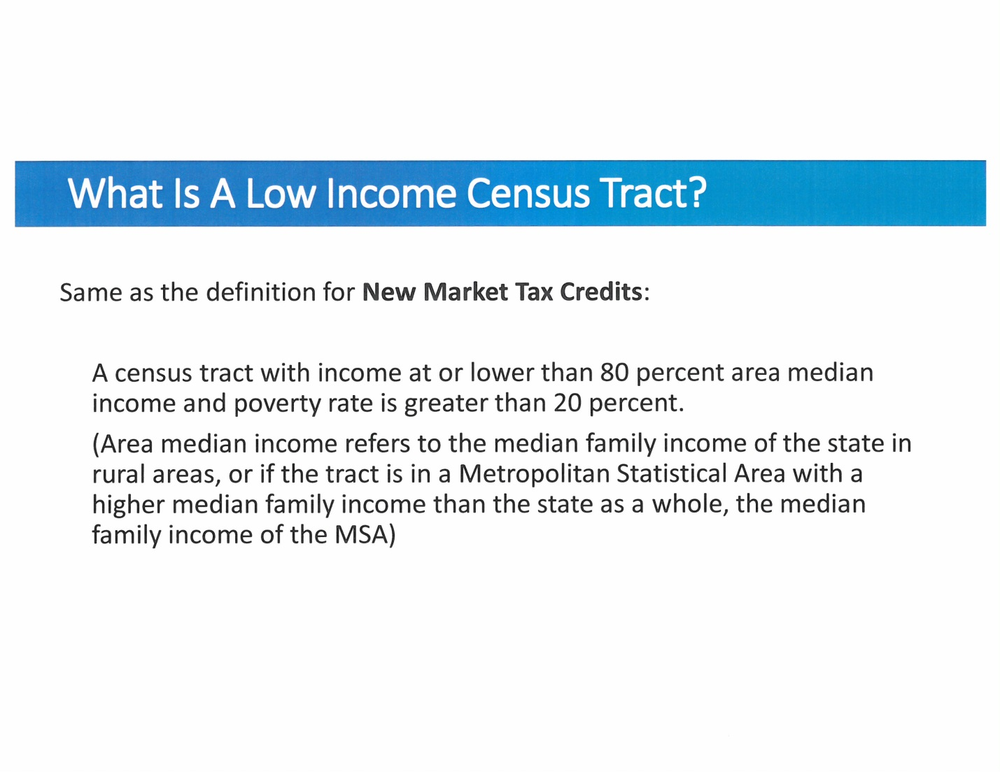 What Is A Low Income Census Tract?
Same as the definition for New Market Tax Credits:
A census tract with income at or lower than 80 percent area median
income and poverty rate is greater than 20 percent.
(Area median income refers to the median family income of the state in
rural areas, or if the tract is in a Metropolitan Statistical Area with a
higher median family income than the state as a whole, the median
family income of the MSA)